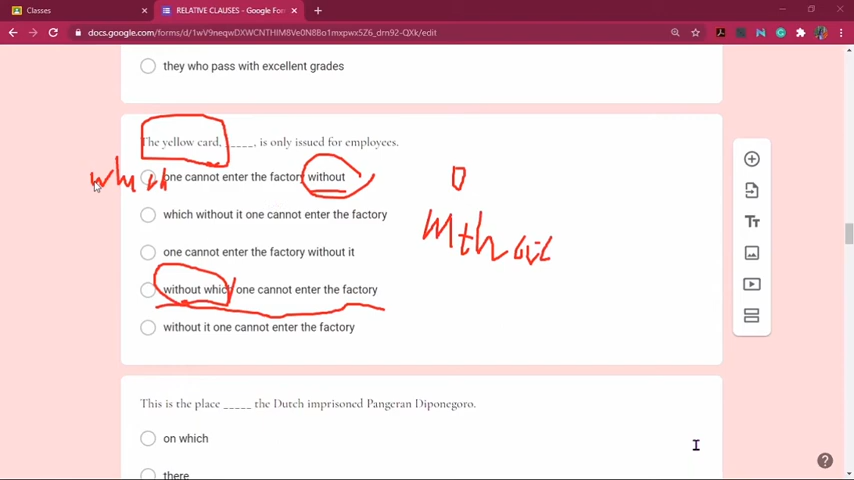 Classes
RELATIVE CLAUSES - Google For
docs.google.com/forms/d/1wV9neqwDXWCNTHIM8Ve0N8Bo1mxpwx5Z6_drn92-QXk/edit
they who pass with excellent grades
The yellow card, _____, is only issued for employees.
which
one cannot enter the factory without
which without it one cannot enter the factory
one cannot enter the factory without it
without which one cannot enter the factory
without it one cannot enter the factory
This is the place _____ the Dutch imprisoned Pangeran Diponegoro.
on which
there